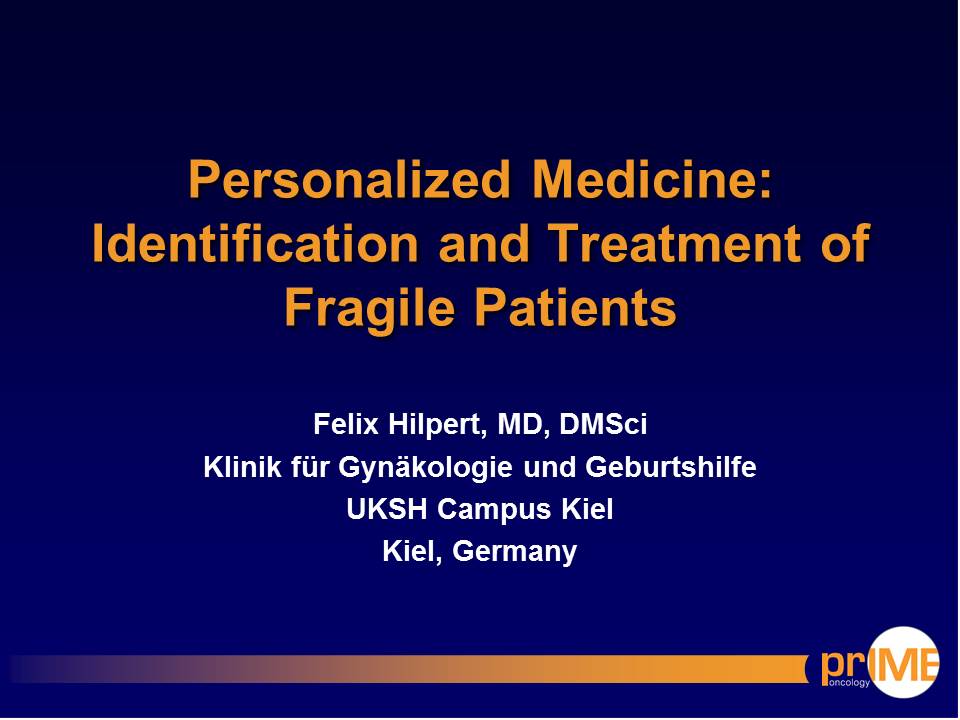 Personalized Medicine:
Identification and Treatment of
Fragile Patients
Felix Hilpert, MD, DMSci
Klinik für Gynäkologie und Geburtshilfe
UKSH Campus Kiel
Kiel, Germany
prIME
oncology